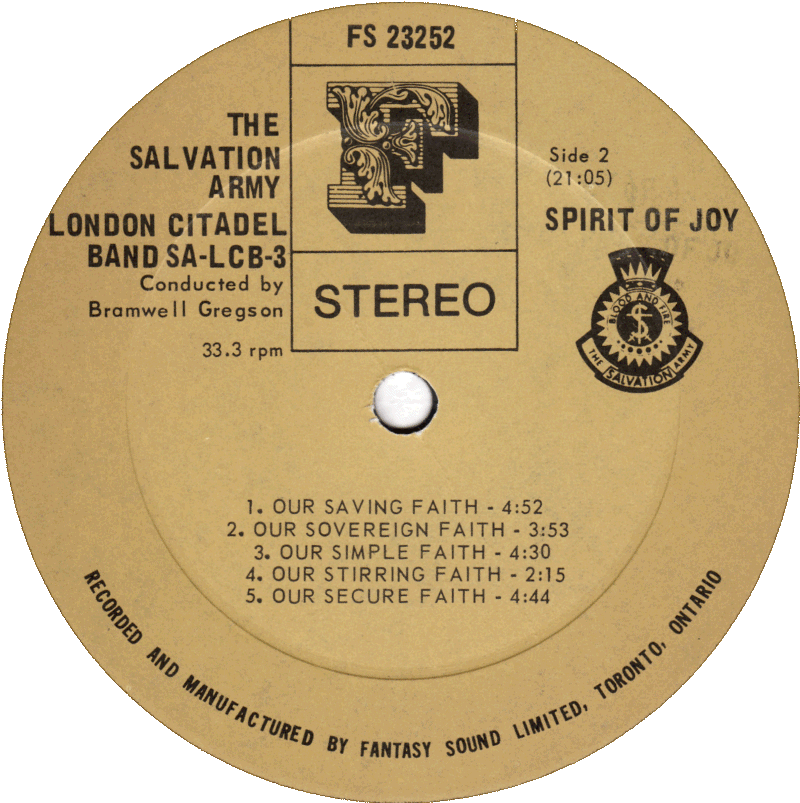 FS 23252
F
THE
SALVATION
ARMY
LONDON CITADEL
BAND SA-LCB-3
Conducted by
Bramwell Gregson
33.3 rpm
STEREO
Side 2
(21:05)
SPIRIT OF JOY
BLOOD AND FIRE
S
THE SALVATION ARMY
1. OUR SAVING FAITH - 4:52
2. OUR SOVEREIGN FAITH - 3:53
3. OUR SIMPLE FAITH - 4:30
4. OUR STIRRING FAITH - 2:15
5. OUR SECURE FAITH - 4:44
RECORDED AND MANUFACTURED BY FANTASY SOUND LIMITED, TORONTO, ONTARIO